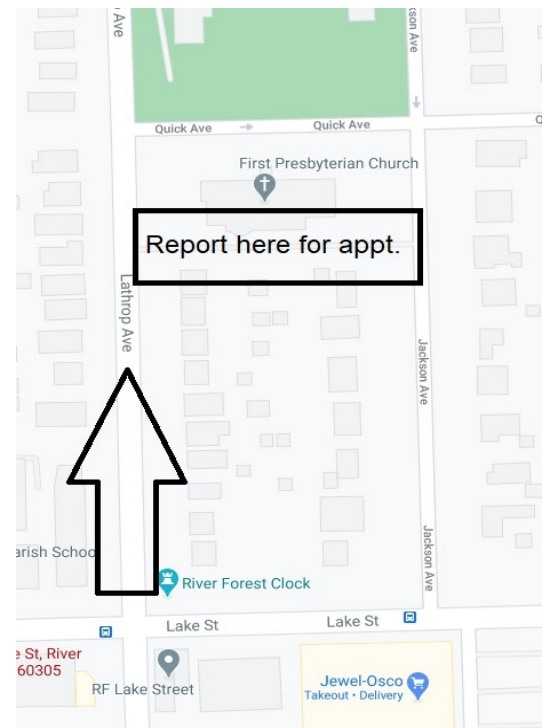 Ave
son Ave
Quick Ave
Quick Ave
First Presbyterian Church
Report here for appt.
Lathrop Ave
Jackson Ave
arish Schoo
Jackson Ave
River Forest Clock
Lake St
Lake St
e St, River
60305
RF Lake Street
Jewel-Osco
Takeout • Delivery